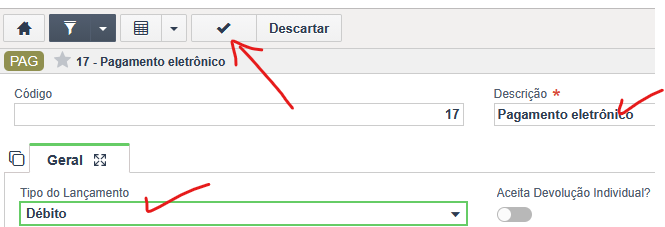 Descartar
PAG 17 - Pagamento eletrônico
Código Descrição *
17 Pagamento eletrônico
Geral
Tipo do Lançamento Aceita Devolução Individual?
Débito